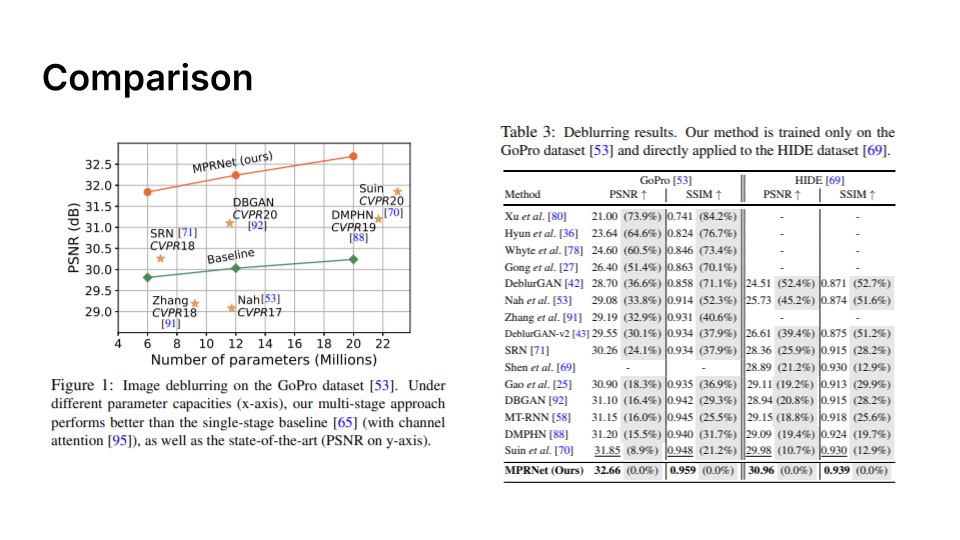 Comparison
32.5
32.0
31.5
31.0
30.5
30.0
29.5
29.0
PSNR (dB)
MPRNet (ours)
Suin
CVPR20
[70]
DBGAN
CVPR20
[92]
DMPHN
CVPR19
[88]
SRN [71]
CVPR18
Baseline
Zhang
CVPR18
[91]
Nah[53]
CVPR17
4 6 8 10 12 14 16 18 20 22
Number of parameters (Millions)
Figure 1: Image deblurring on the GoPro dataset [53]. Under
different parameter capacities (x-axis), our multi-stage approach
performs better than the single-stage baseline [65] (with channel
attention [95]), as well as the state-of-the-art (PSNR on y-axis).
Table 3: Deblurring results. Our method is trained only on the
GoPro dataset [53] and directly applied to the HIDE dataset [69].
GoPro [53] HIDE [69]
Method PSNR ↑ SSIM ↑ PSNR ↑ SSIM ↑
Xu et al. [80] 21.00 (73.9%) 0.741 (84.2%) - -
Hyun et al. [36] 23.64 (64.6%) 0.824 (76.7%) - -
Whyte et al. [78] 24.60 (60.5%) 0.846 (73.4%) - -
Gong et al. [27] 26.40 (51.4%) 0.863 (70.1%) - -
DeblurGAN [42] 28.70 (36.6%) 0.858 (71.1%) 24.51 (52.4%) 0.871 (52.7%)
Nah et al. [53] 29.08 (33.8%) 0.914 (52.3%) 25.73 (45.2%) 0.874 (51.6%)
Zhang et al. [91] 29.19 (32.9%) 0.931 (40.6%) - -
DeblurGAN-v2 [43] 29.55 (30.1%) 0.934 (37.9%) 26.61 (39.4%) 0.875 (51.2%)
SRN [71] 30.26 (24.1%) 0.934 (37.9%) 28.36 (25.9%) 0.915 (28.2%)
Shen et al. [69] - - 28.89 (21.2%) 0.930 (12.9%)
Gao et al. [25] 30.90 (18.3%) 0.935 (36.9%) 29.11 (19.2%) 0.913 (29.9%)
DBGAN [92] 31.10 (16.4%) 0.942 (29.3%) 28.94 (20.8%) 0.915 (28.2%)
MT-RNN [58] 31.15 (16.0%) 0.945 (25.5%) 29.15 (18.8%) 0.918 (25.6%)
DMPHN [88] 31.20 (15.5%) 0.940 (31.7%) 29.09 (19.4%) 0.924 (19.7%)
Suin et al. [70] 31.85 (8.9%) 0.948 (21.2%) 29.98 (10.7%) 0.930 (12.9%)
MPRNet (Ours) 32.66 (0.0%) 0.959 (0.0%) 30.96 (0.0%) 0.939 (0.0%)